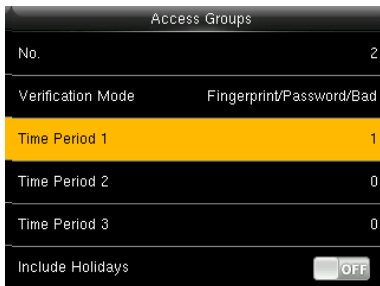 Access Groups
No. 2
Verification Mode Fingerprint/Password/Bad
Time Period 1 1
Time Period 2 0
Time Period 3 0
Include Holidays OFF